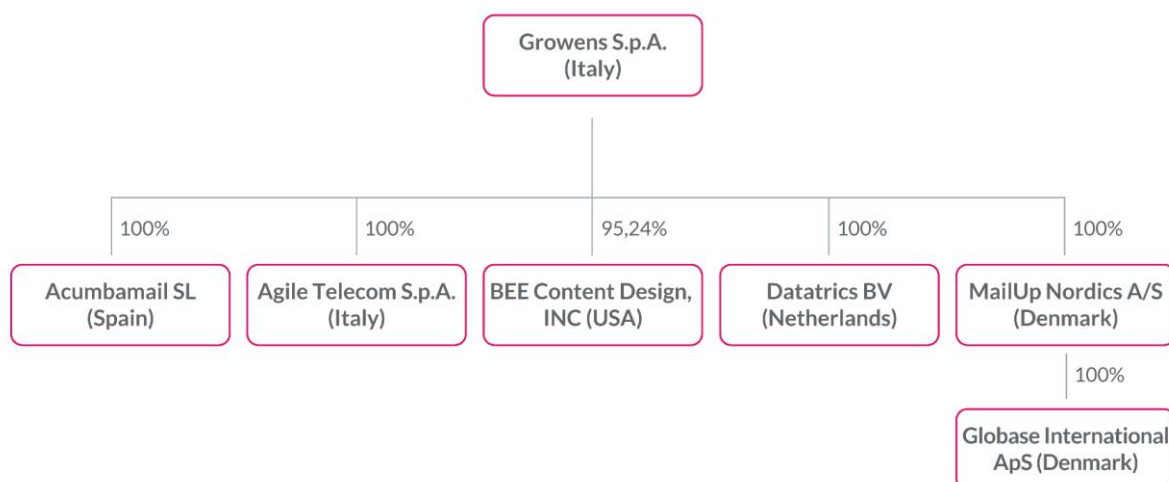 Growens S.p.A.
(Italy)
100%
100%
95,24%
100%
100%
Acumbamail SL
(Spain)
Agile Telecom S.p.A.
(Italy)
BEE Content Design,
INC (USA)
Datatrics BV
(Netherlands)
MailUp Nordics A/S
(Denmark)
100%
Globase International
ApS (Denmark)